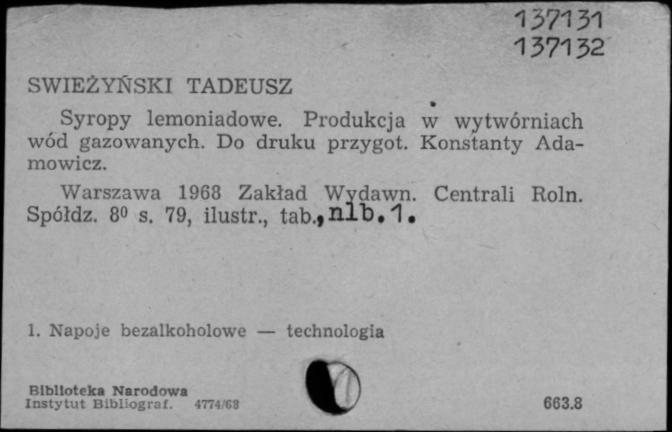 137131
137132
SWIEŻYŃSKI TADEUSZ
Syropy lemoniadowe. Produkcja w wytwórniach
wód gazowanych. Do druku przygot. Konstanty Ada-
mowicz.
Warszawa 1968 Zakład Wydawn. Centrali Roln.
Spółdz. 8⁰ s. 79, ilustr., tab., nlb. 1.
1. Napoje bezalkoholowe — technologia
Biblioteka Narodowa
Instytut Bibliograf. 4774/68
663.8